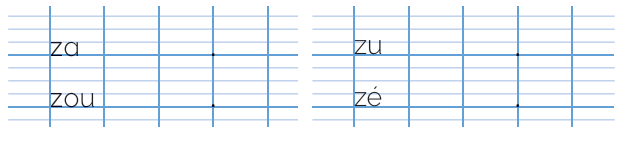 za .
zou .
zu .
zé .